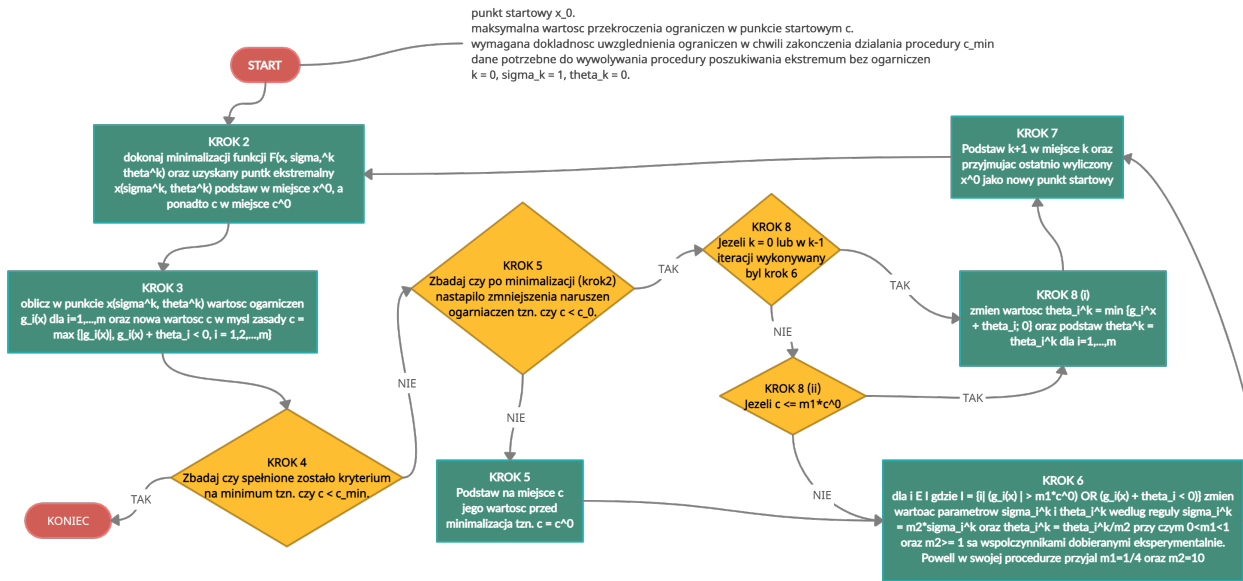 punkt startowy x_0.
maksymalna wartosc przekroczenia ograniczen w punkcie startowym c.
wymagana dokladnosc uwzglednienia ograniczen w chwili zakonczenia dzialania procedury c_min
dane potrzebne do wywolywania procedury poszukiwania ekstremum bez ogarniczen
k = 0, sigma_k = 1, theta_k = 0.
START
KROK 2
dokonaj minimalizacji funkcji F(x, sigma,^k
theta^k) oraz uzyskany puntk ekstremalny
x(sigma^k, theta^k) podstaw w miejsce x^0, a
ponadto c w miejsce c^0
KROK 7
Podstaw k+1 w miejsce k oraz
przyjmujac ostatnio wyliczony
x^0 jako nowy punkt startowy
KROK 3
oblicz w punkcie x(sigma^k, theta^k) wartosc ogarniczen
g_i(x) dla i=1,...,m oraz nowa wartosc c w mysl zasady c =
max {|g_i(x)|, g_i(x) + theta_i < 0, i = 1,2,...,m}
KROK 5
Zbadaj czy po minimalizacji (krok2)
nastapilo zmniejszenia naruszen
ogarniaczen tzn. czy c < c_0.
TAK
KROK 8
Jezeli k = 0 lub w k-1
iteracji wykonywany
byl krok 6
TAK
KROK 8 (i)
zmien wartosc theta_i^k = min {g_i^x
+ theta_i; 0} oraz podstaw theta^k =
theta_i^k dla i=1,...,m
NIE
KROK 8 (ii)
Jezeli c <= m1*c^0
TAK
NIE
NIE
KROK 4
Zbadaj czy spełnione zostało kryterium
na minimum tzn. czy c < c_min.
TAK
KONIEC
NIE
KROK 5
Podstaw na miejsce c
jego wartosc przed
minimalizacja tzn. c = c^0
KROK 6
dla i E I gdzie I = {i| (g_i(x) | > m1*c^0) OR (g_i(x) + theta_i < 0)} zmien
wartoac parametrow sigma_i^k i theta_i^k wedlug reguly sigma_i^k
= m2*sigma_i^k oraz theta_i^k = theta_i^k/m2 przy czym 0<m1<1
oraz m2>= 1 sa wspolczynnikami dobieranymi eksperymentalnie.
Powell w swojej procedurze przyjal m1=1/4 oraz m2=10